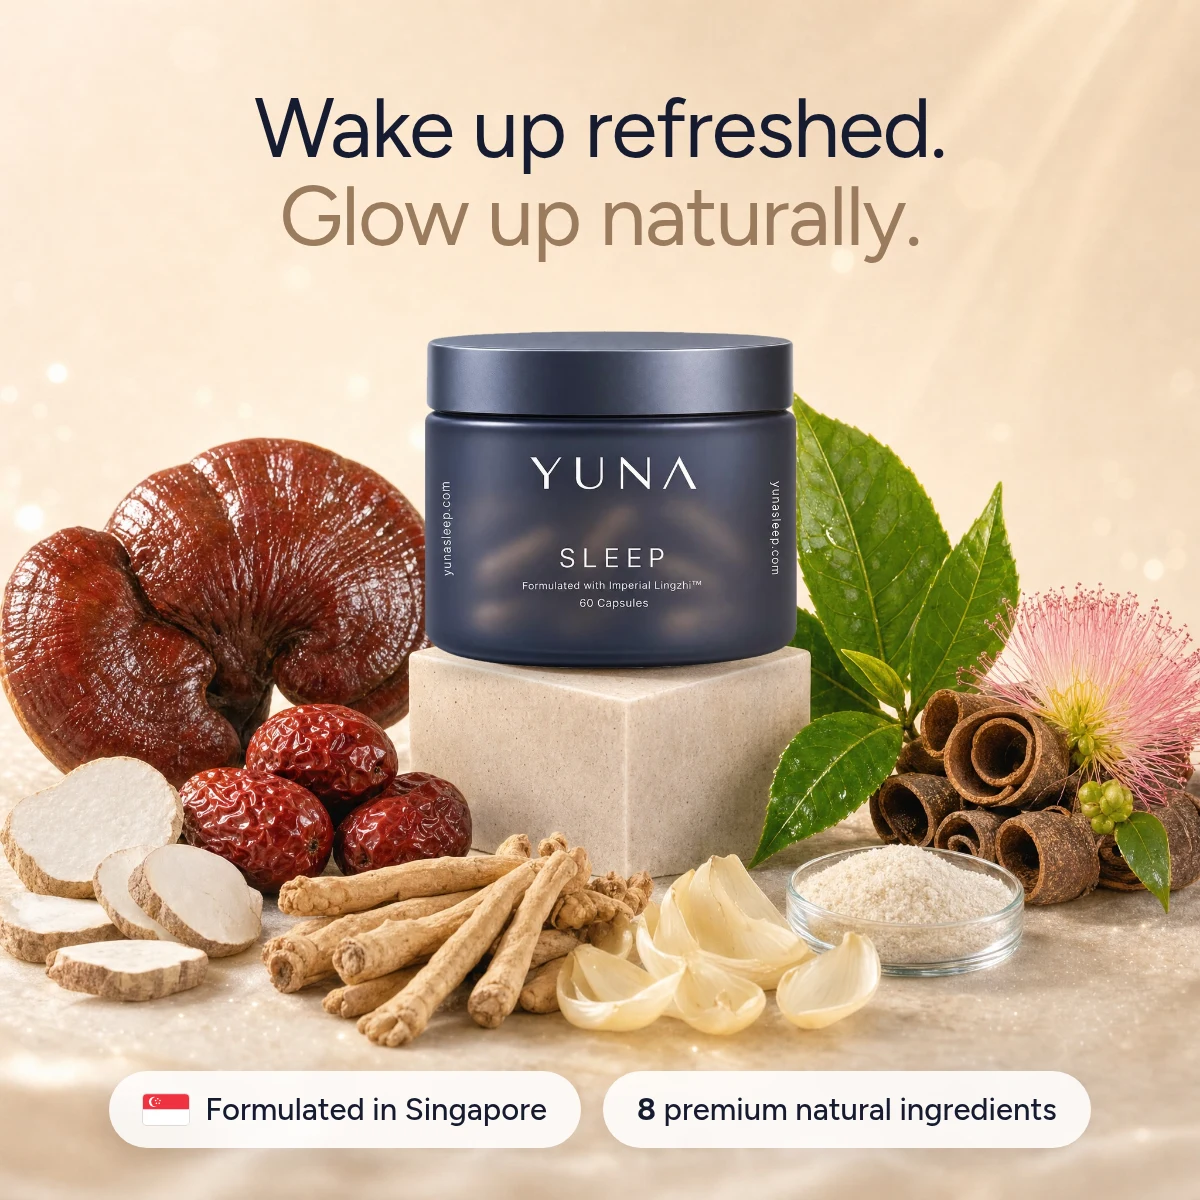 Wake up refreshed.
Glow up naturally.
YUNA
yunasleep.com
yunasleep.com
SLEEP
Formulated with Imperial Lingzhi™
60 Capsules
Formulated in Singapore
8 premium natural ingredients